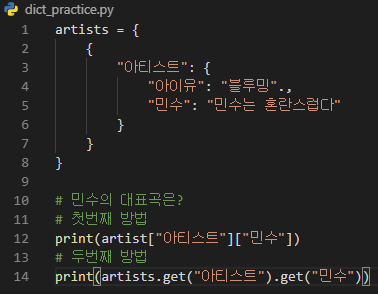 dict_practice.py
1 artists = {
2     {
3         "아티스트": {
4             "아이유": "블루밍".,
5             "민수": "민수는 혼란스럽다"
6         }
7     }
8 }
9
10 # 민수의 대표곡은?
11 # 첫번째 방법
12 print(artist["아티스트"]["민수"])
13 # 두번째 방법
14 print(artists.get("아티스트").get("민수"))